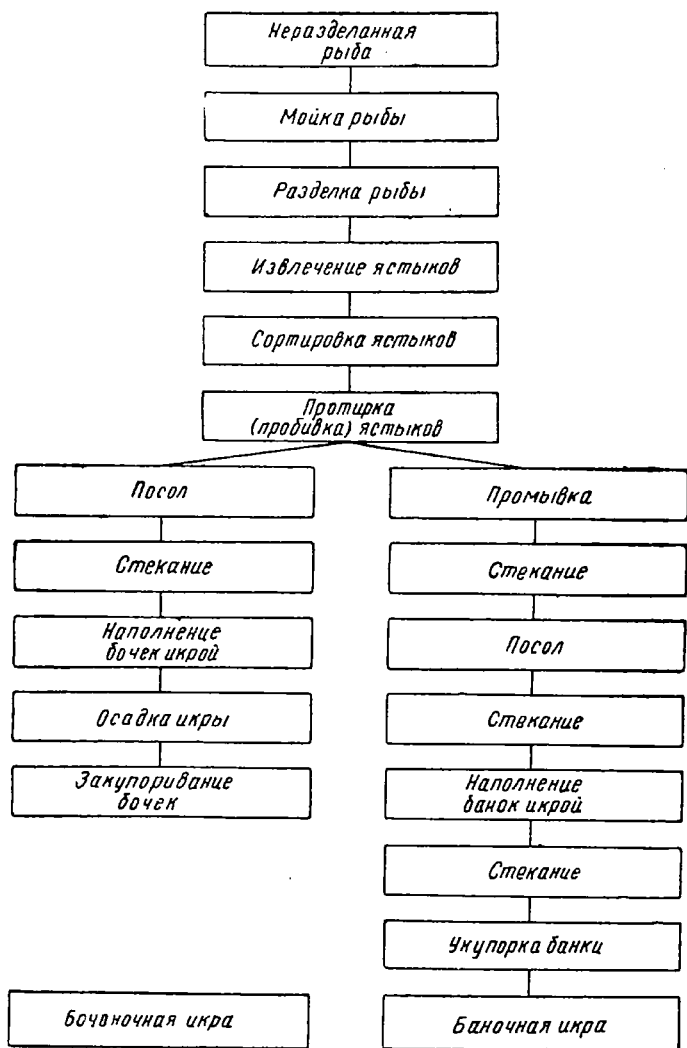 Неразделанная
рыба
Мойка рыбы
Разделка рыбы
Извлечение ястыков
Сортировка ястыков
Протирка
(пробивка) ястыков
Посол
Стекание
Наполнение
бочек икрой
Осадка икры
Закупоривание
бочек
Бочоночная икра
Промывка
Стекание
Посол
Стекание
Наполнение
банок икрой
Стекание
Укупорка банки
Баночная икра